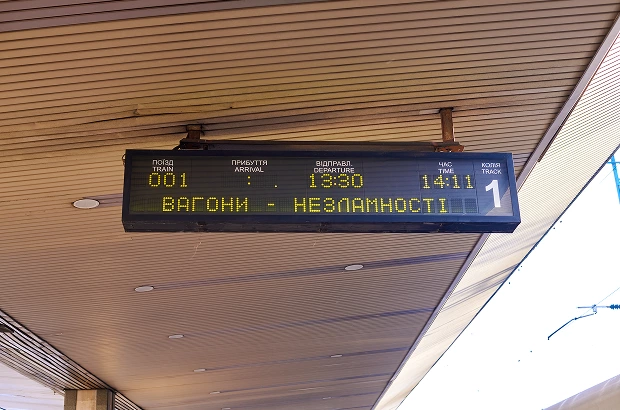 ПОЇЗД ПРИБУТТЯ ВІДПРАВЛ. ЧАС КОЛІЯ
TRAIN ARRIVAL DEPARTURE TIME TRACK
001 : . 13:30 14:11 1
ВАГОНИ - НЕЗЛАМНОСТІ